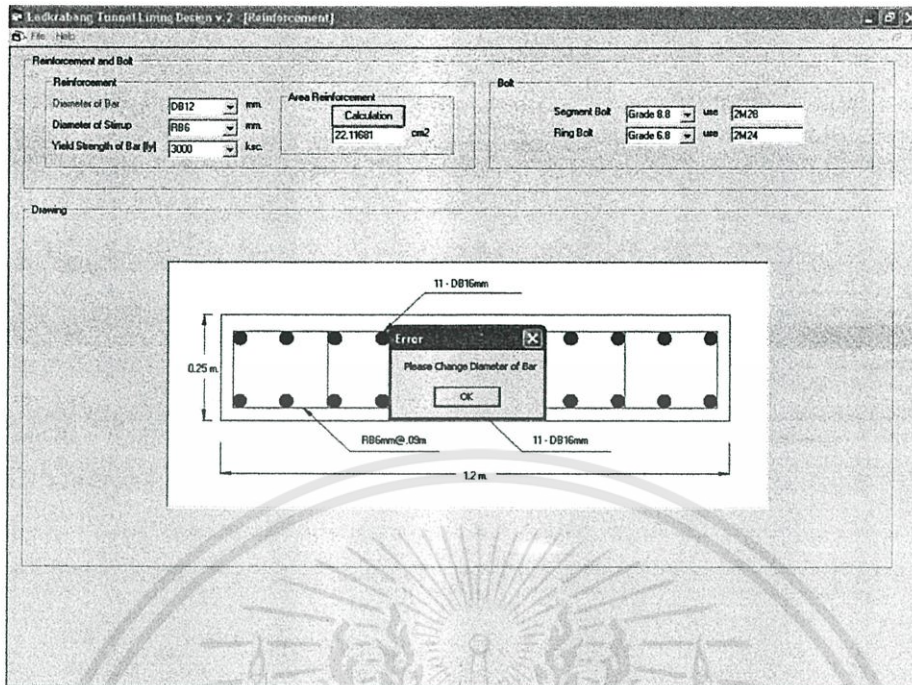 Ladkrabang Tunnel Lining Design v.2 - [Reinforcement]
File Help
Reinforcement and Bolt
Reinforcement
Diameter of Bar DB12 mm.
Diameter of Stirrup RB6 mm.
Yield Strength of Bar (fy) 3000 ksc.
Area Reinforcement
Calculation
22.11681 cm2
Bolt
Segment Bolt Grade 8.8 use 2M28
Ring Bolt Grade 6.8 use 2M24
Drawing
11 - DB16mm
0.25 m.
Error
Please Change Diameter of Bar
OK
RB6mm@.09m
11 - DB16mm
1.2 m.